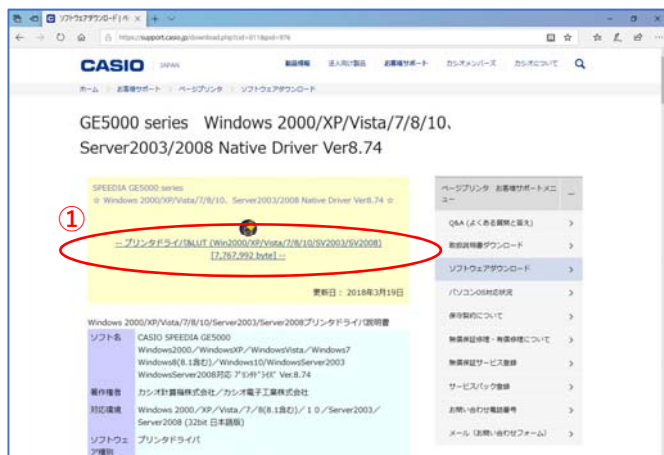 ソフトウェアダウンロード | ペ
https://support.casio.jp/download.php?cid=011&pid=976
CASIO JAPAN
製品情報 法人向け製品 お客様サポート カシオメンバーズ カシオについて
ホーム お客様サポート ページプリンタ ソフトウェアダウンロード
GE5000 series Windows 2000/XP/Vista/7/8/
10、
Server2003/2008 Native Driver Ver8.74
SPEEDIA GE5000 series
☆ Windows 2000/XP/Vista/7/8/10、Server2003/2008 Native Driver Ver8.74 ☆
①
-- プリンタドライバ&LUT (Win2000/XP/Vista/7/8/10/SV2003/SV2008)
[7,767,992 byte] --
更新日：2018年3月19日
Windows 2000/XP/Vista/7/8/10/Server2003/Server2008プリンタドライバ説明書
ソフト名 CASIO SPEEDIA GE5000
Windows2000／WindowsXP／WindowsVista／Windows7
Windows8(8.1含む)／Windows10/WindowsServer2003
WindowsServer2008対応 ﾌﾟﾘﾝﾀﾄﾞﾗｲﾊﾞ Ver.8.74
著作権者 カシオ計算機株式会社／カシオ電子工業株式会社
対応環境 Windows 2000／XP／Vista／7／8(8.1含む)／１０／Server2003／
Server2008 (32bit 日本語版)
ソフトウェ
ア種別 プリンタドライバ
ページプリンタ お客様サポートメニ
ュー
Q&A (よくある質問と答え)
取扱説明書ダウンロード
ソフトウェアダウンロード
パソコンOS対応状況
保守契約について
無償保証修理・有償修理について
無償保証サービス登録
サービスパック登録
お問い合わせ電話番号
メール（お問い合わせフォーム）